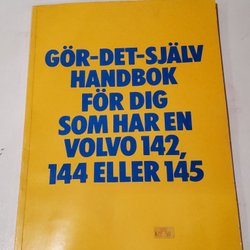 GÖR-DET-SJÄLV
HANDBOK
FÖR DIG
SOM HAR EN
VOLVO 142,
144 ELLER 145